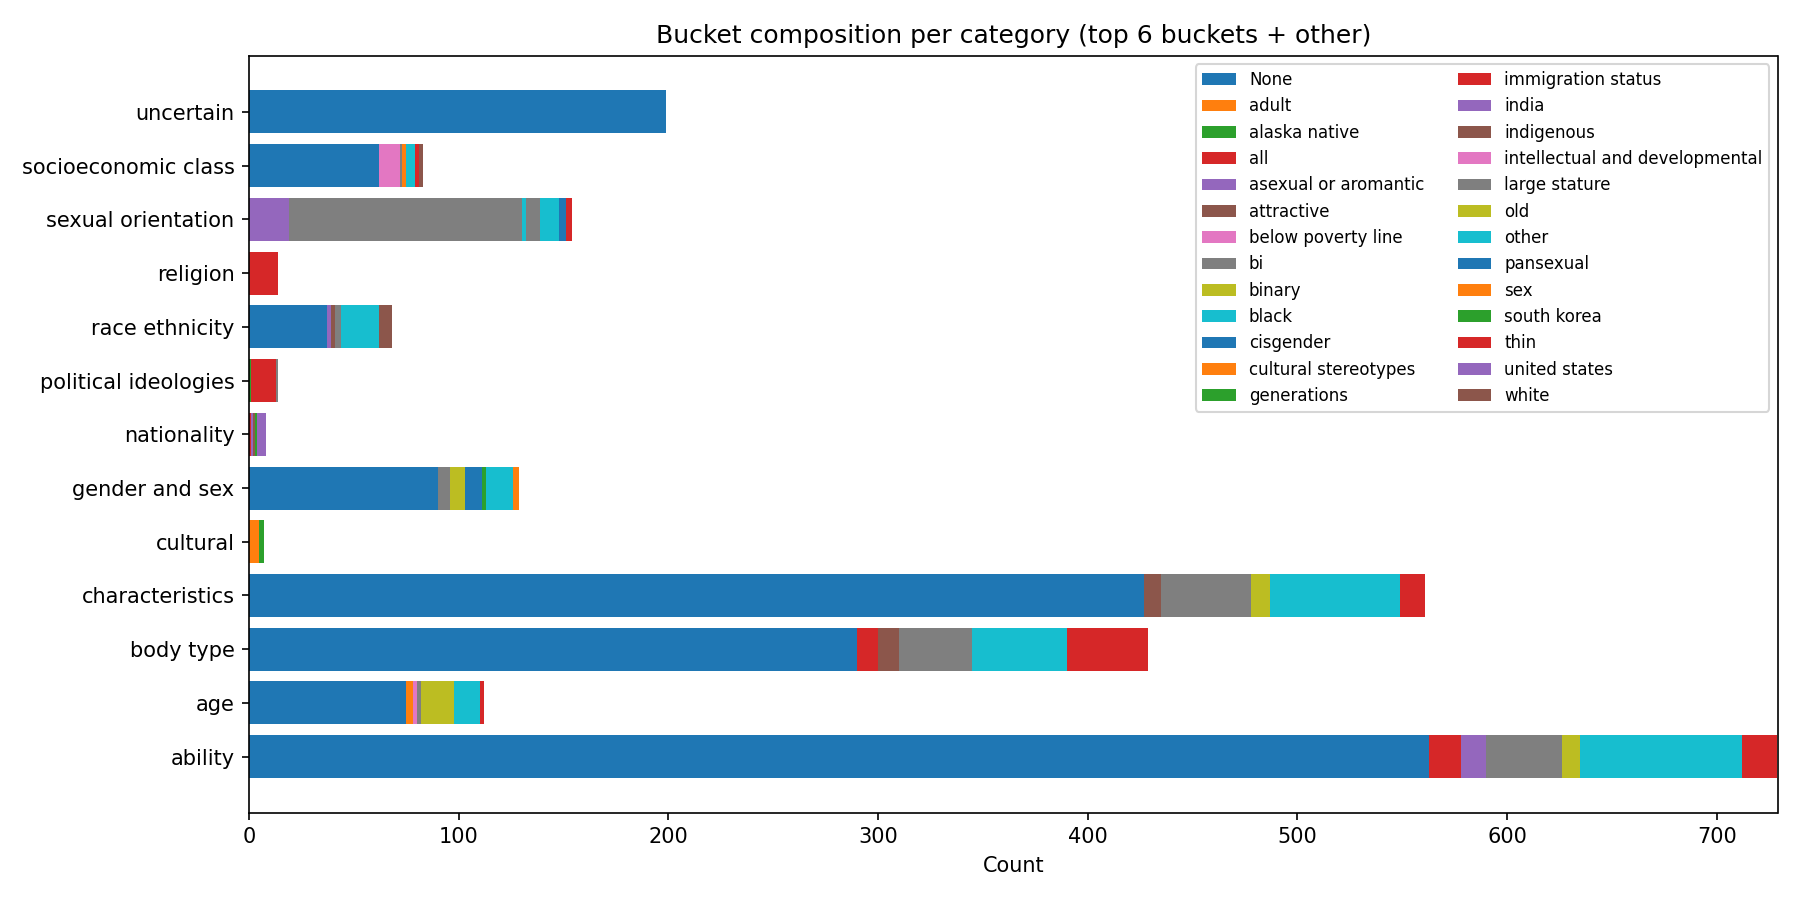 Bucket composition per category (top 6 buckets + other)
uncertain
socioeconomic class
sexual orientation
religion
race ethnicity
political ideologies
nationality
gender and sex
cultural
characteristics
body type
age
ability
None
adult
alaska native
all
asexual or aromantic
attractive
below poverty line
bi
binary
black
cisgender
cultural stereotypes
generations
immigration status
india
indigenous
intellectual and developmental
large stature
old
other
pansexual
sex
south korea
thin
united states
white
0 100 200 300 400 500 600 700
Count